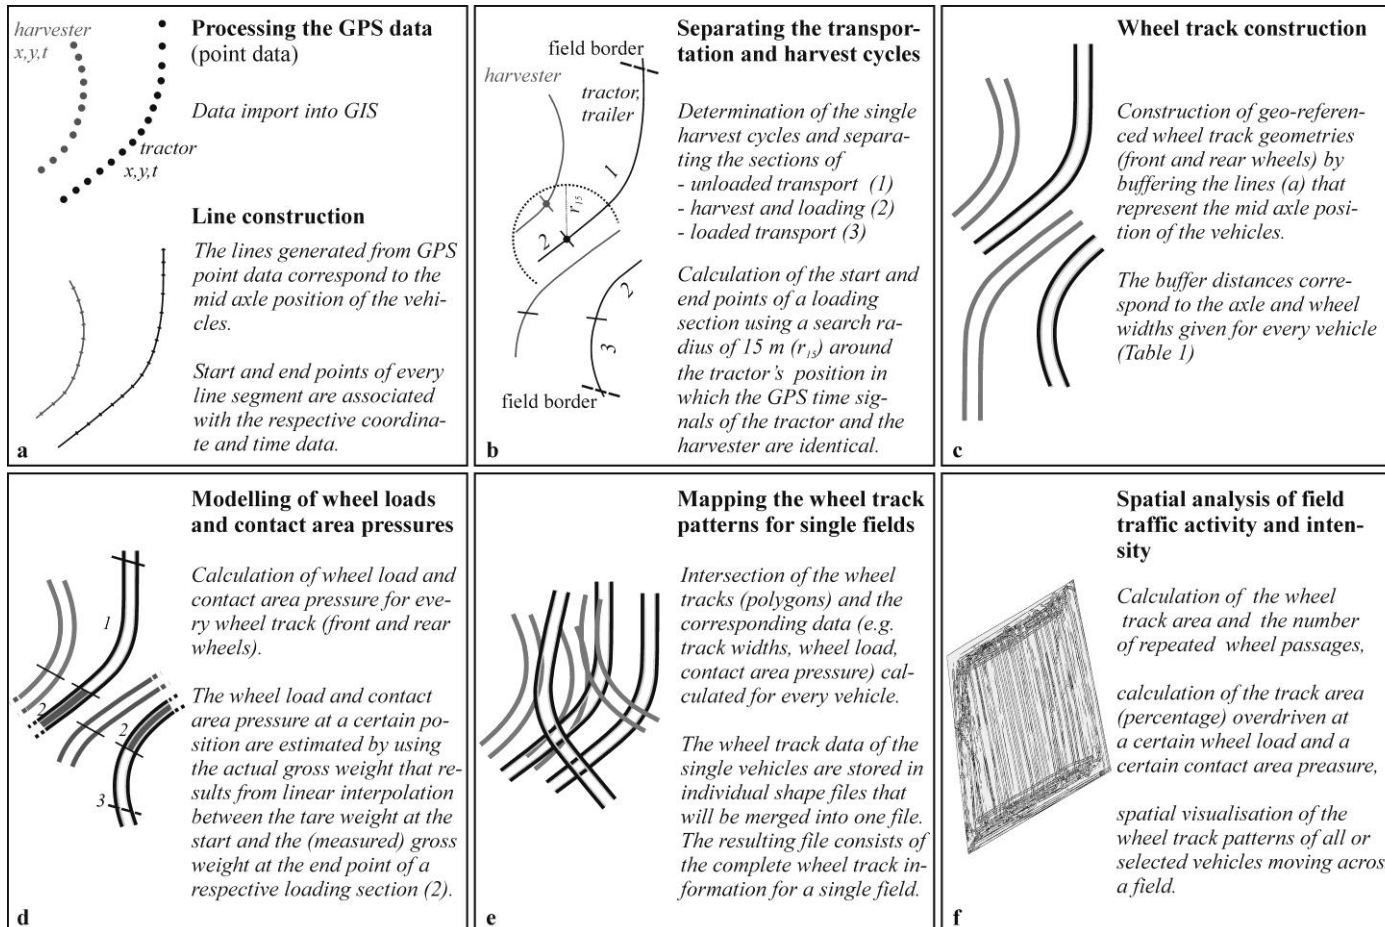 harvester
x,y,t
tractor
x,y,t
Processing the GPS data
(point data)
Data import into GIS
Line construction
The lines generated from GPS
point data correspond to the
mid axle position of the vehi-
cles.
Start and end points of every
line segment are associated
with the respective coordina-
te and time data.
a
field border
harvester
tractor,
trailer
1
r15
2
2
3
field border
Separating the transpor-
tation and harvest cycles
Determination of the single
harvest cycles and separa-
ting the sections of
- unloaded transport (1)
- harvest and loading (2)
- loaded transport (3)
Calculation of the start and
end points of a loading
section using a search ra-
dius of 15 m (r15) around
the tractor's position in
which the GPS time sig-
nals of the tractor and the
harvester are identical.
b
Wheel track construction
Construction of geo-referen-
ced wheel track geometries
(front and rear wheels) by
buffering the lines (a) that
represent the mid axle posi-
tion of the vehicles.
The buffer distances corre-
spond to the axle and wheel
widths given for every vehicle
(Table 1)
c
1
2
2
3
Modelling of wheel loads
and contact area pressures
Calculation of wheel load and
contact area pressure for eve-
ry wheel track (front and rear
wheels).
The wheel load and contact
area pressure at a certain po-
sition are estimated by using
the actual gross weight that re-
sults from linear interpolation
between the tare weight at the
start and the (measured) gross
weight at the end point of a
respective loading section (2).
d
Mapping the wheel track
patterns for single fields
Intersection of the wheel
tracks (polygons) and the
corresponding data (e.g.
track widths, wheel load,
contact area pressure) cal-
culated for every vehicle.
The wheel track data of the
single vehicles are stored in
individual shape files that
will be merged into one file.
The resulting file consists of
the complete wheel track in-
formation for a single field.
e
Spatial analysis of field
traffic activity and inten-
sity
Calculation of the wheel
track area and the number
of repeated wheel passages,
calculation of the track area
(percentage) overdriven at
a certain wheel load and a
certain contact area preasure,
spatial visualisation of the
wheel track patterns of all or
selected vehicles moving across
a field.
f